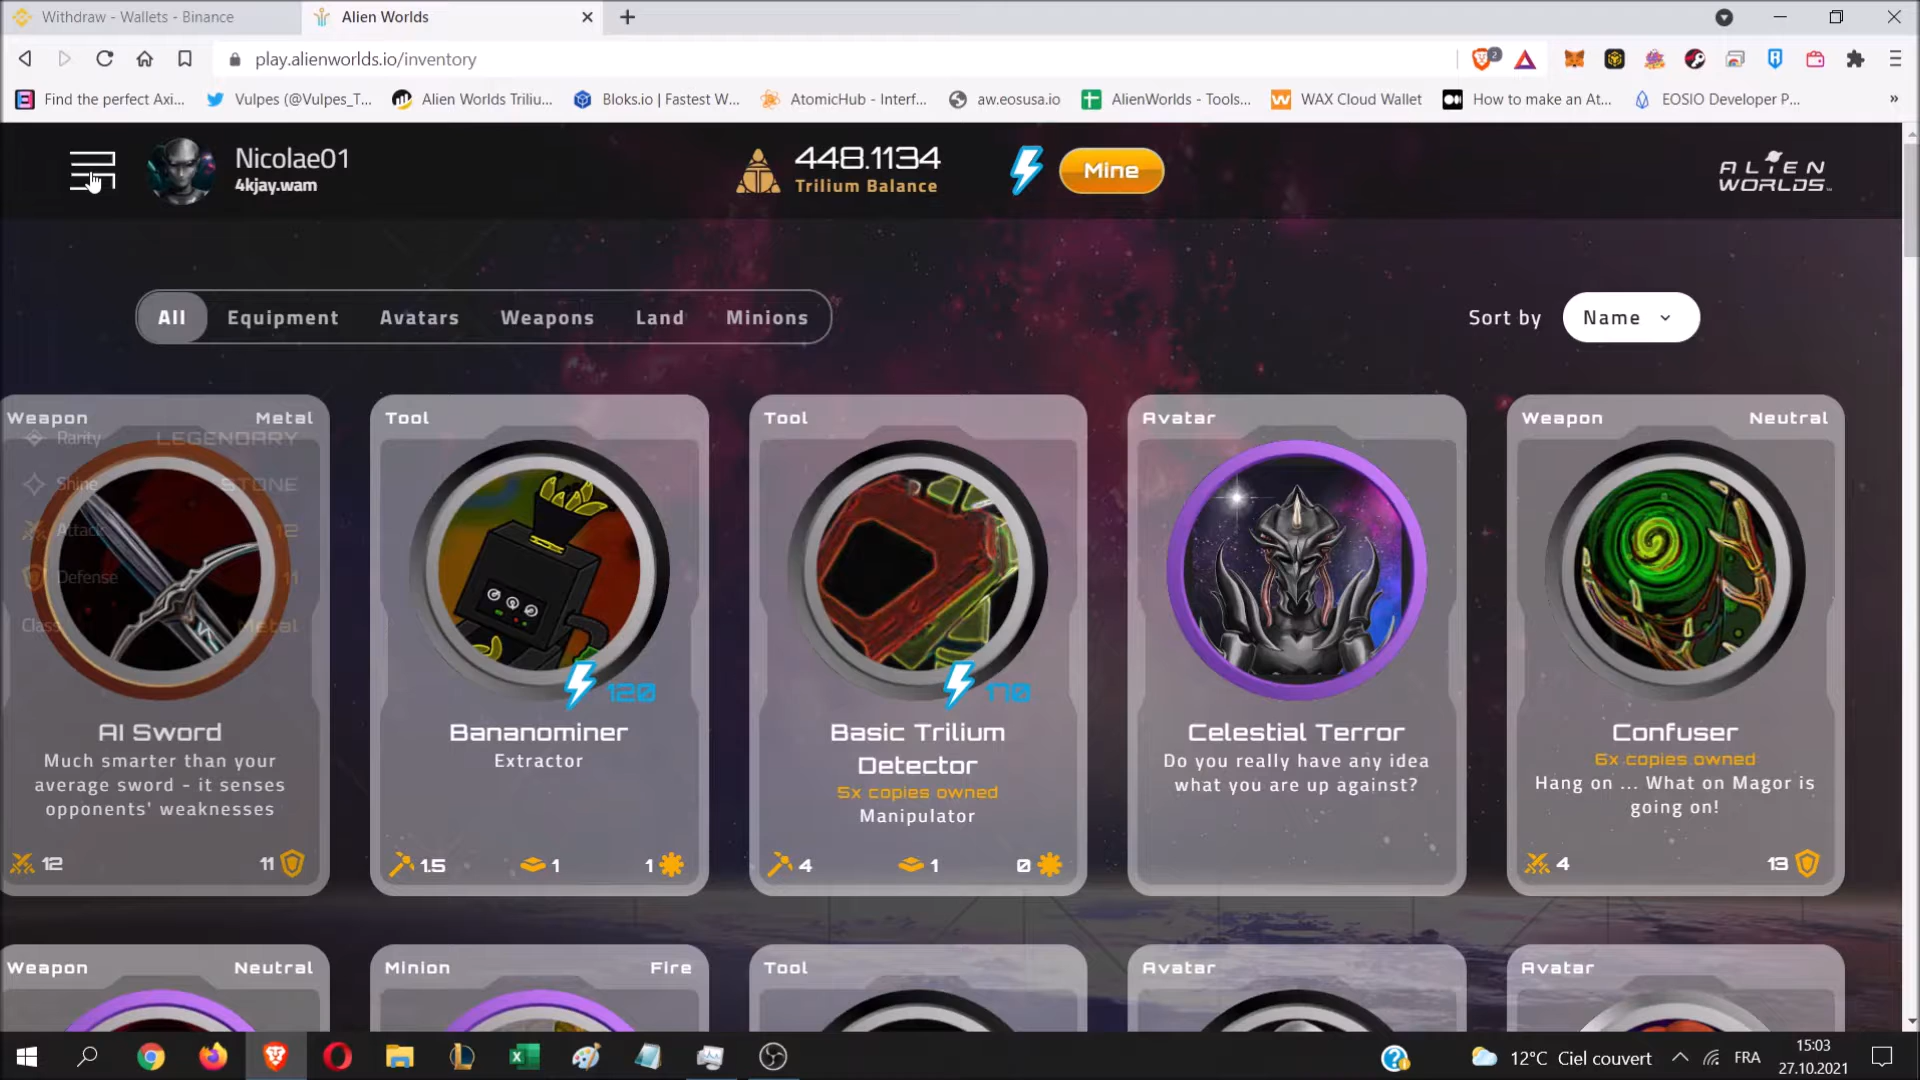 Withdraw - Wallets - Binance
Alien Worlds
play.alienworlds.io/inventory
2
Find the perfect Axi...
Vulpes (@Vulpes_T...
Alien Worlds Triliu...
Bloks.io | Fastest W...
AtomicHub - Interf...
aw.eosusa.io
AlienWorlds - Tools...
WAX Cloud Wallet
How to make an At...
EOSIO Developer P...
»
Nicolae01
4kjay.wam
448.1134
Trilium Balance
Mine
ALIEN
WORLDS
All
Equipment
Avatars
Weapons
Land
Minions
Sort by
Name
Weapon Metal
Rarity LEGENDARY
Shine STONE
Attack 12
Defense 11
Class Metal
AI Sword
Much smarter than your
average sword - it senses
opponents' weaknesses
12 11
Tool
120
Bananominer
Extractor
1.5 1 1
Tool
170
Basic Trilium
Detector
5x copies owned
Manipulator
4 1 0
Avatar
Celestial Terror
Do you really have any idea
what you are up against?
Weapon Neutral
Confuser
6x copies owned
Hang on ... What on Magor is
going on!
4 13
Weapon Neutral
Minion Fire
Tool
Avatar
Avatar
12°C Ciel couvert
FRA
15:03
27.10.2021